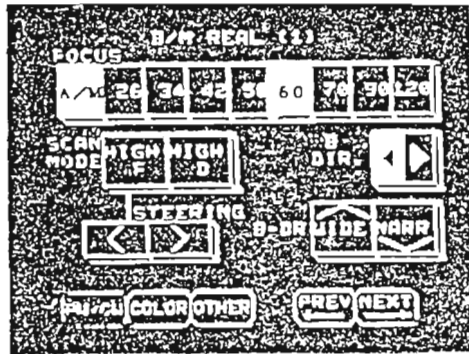 B/M REAL (1)
FOCUS
26 34 42 50 60 70 90 120
SCAN MODE HIGH F HIGH D B DIR.
STEERING
< > B-DR WIDE NARR
COLOR OTHER PREV NEXT